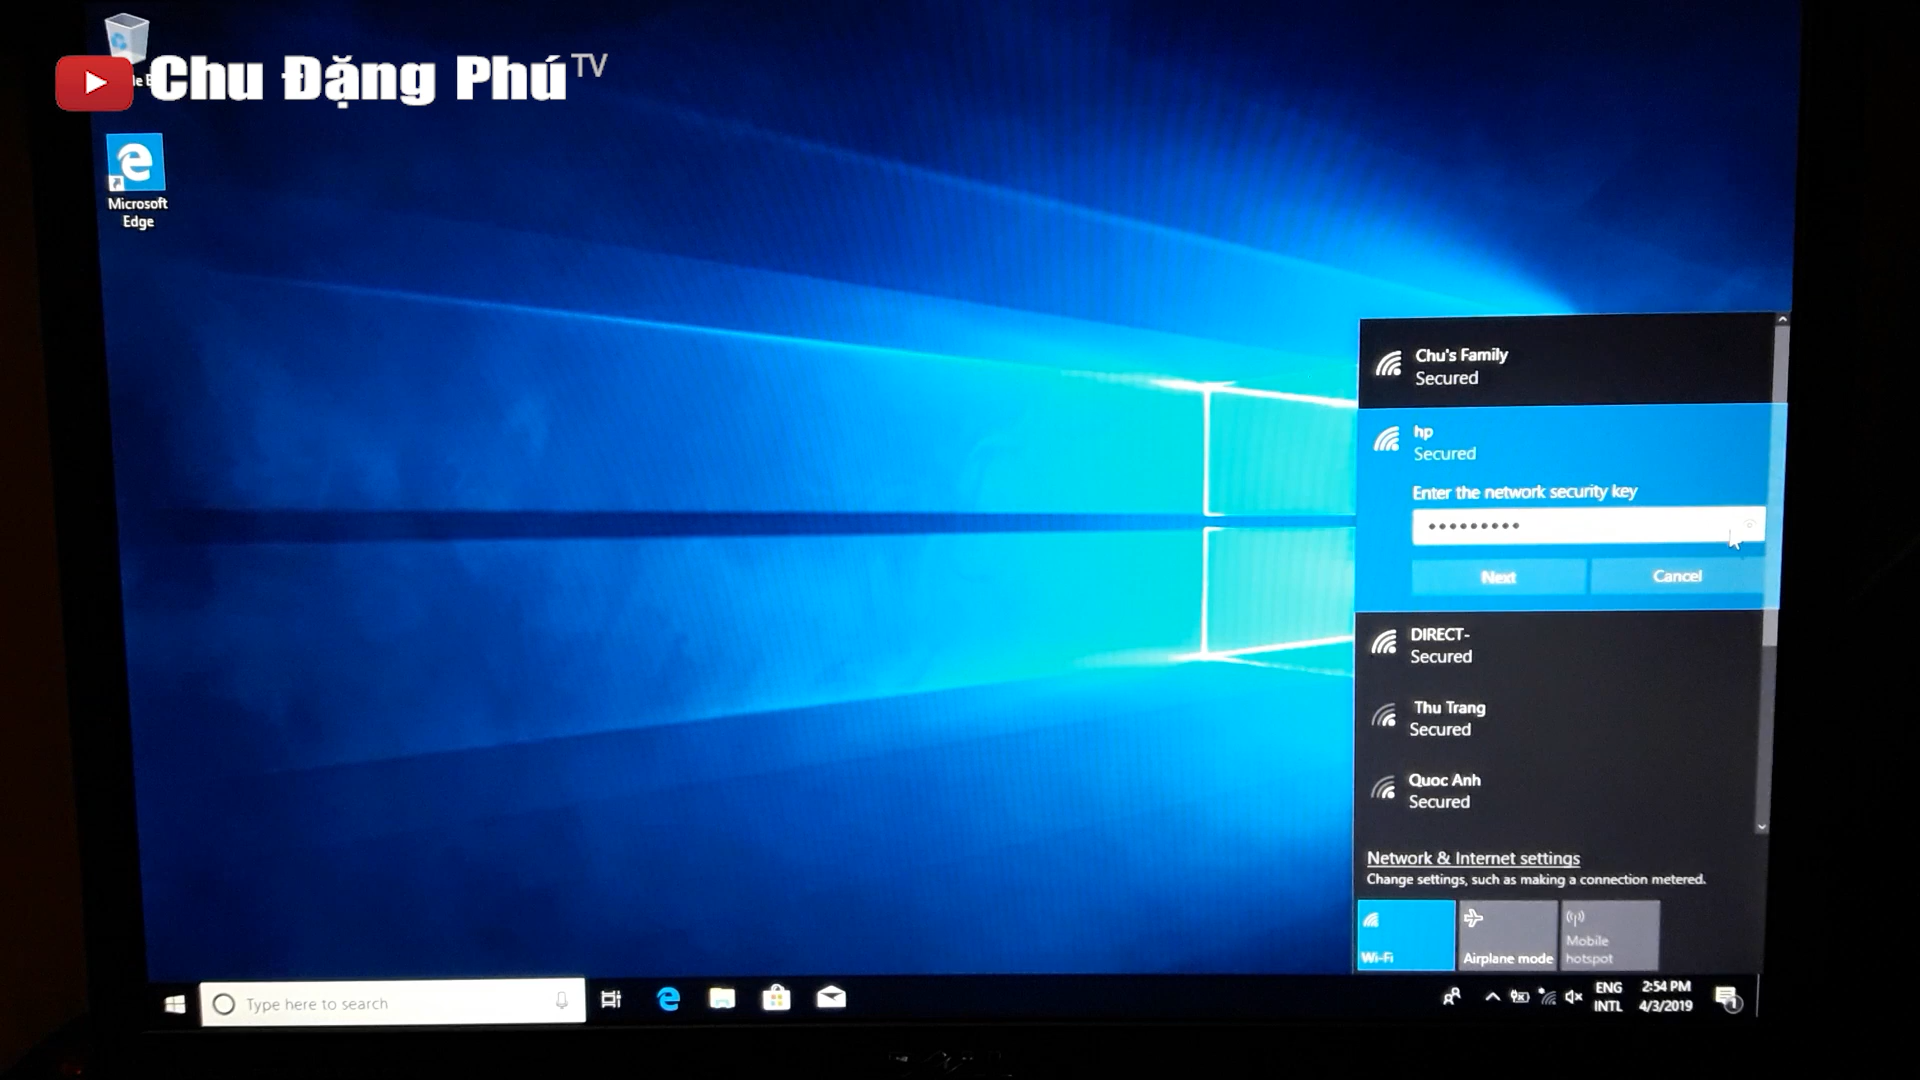 Chu Đặng Phú TV
Microsoft
Edge
Chu's Family
Secured
hp
Secured
Enter the network security key
Next
Cancel
DIRECT-
Secured
Thu Trang
Secured
Quoc Anh
Secured
Network & Internet settings
Change settings, such as making a connection metered.
Wi-Fi
Airplane mode
Mobile
hotspot
Type here to search
ENG
INTL
2:54 PM
4/3/2019
1